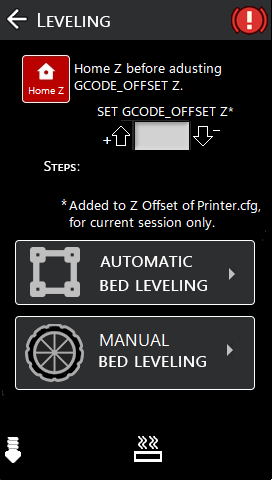 LEVELING
Home Z before adusting
GCODE_OFFSET Z.
Home Z
SET GCODE_OFFSET Z*
+ −
STEPS:
* Added to Z Offset of Printer.cfg,
for current session only.
AUTOMATIC
BED LEVELING
MANUAL
BED LEVELING